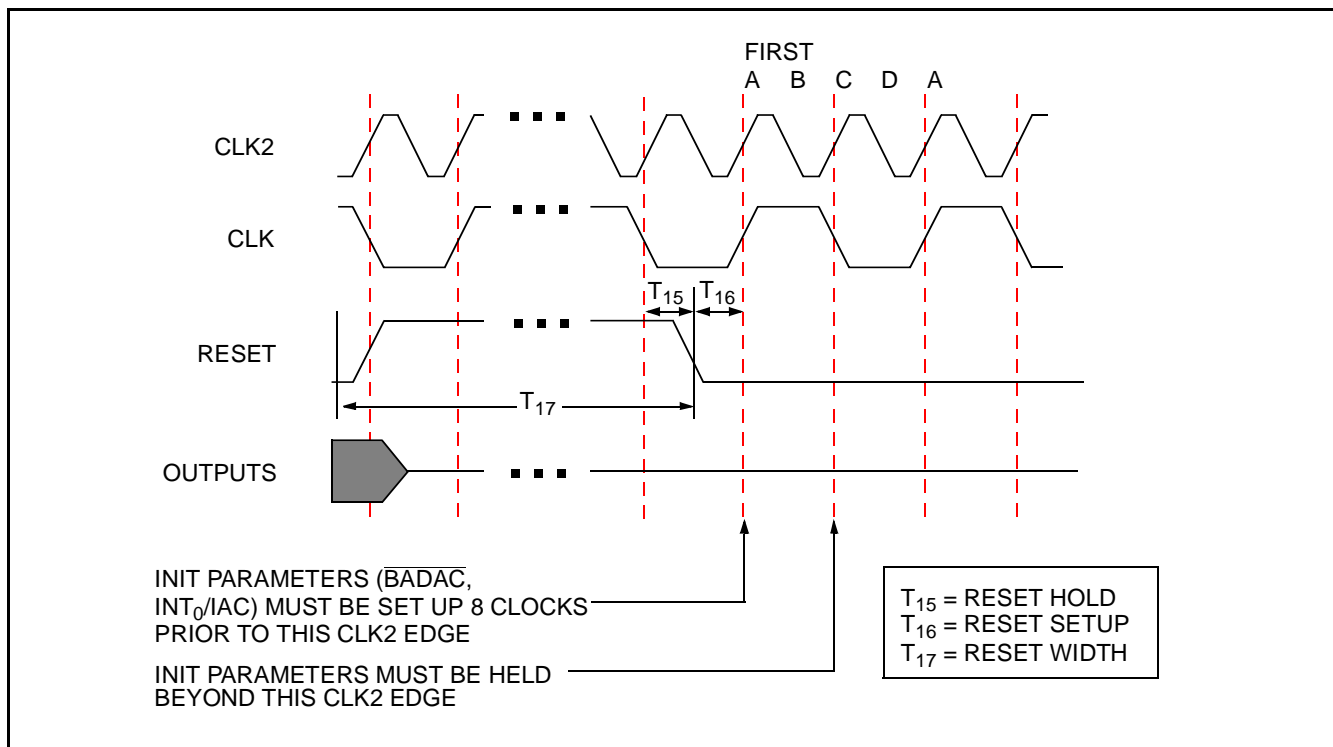 FIRST
A B C D A
CLK2
CLK
T15 T16
RESET
T17
OUTPUTS
INIT PARAMETERS (B̅A̅D̅A̅C̅,
INT0/IAC) MUST BE SET UP 8 CLOCKS
PRIOR TO THIS CLK2 EDGE
INIT PARAMETERS MUST BE HELD
BEYOND THIS CLK2 EDGE
T15 = RESET HOLD
T16 = RESET SETUP
T17 = RESET WIDTH